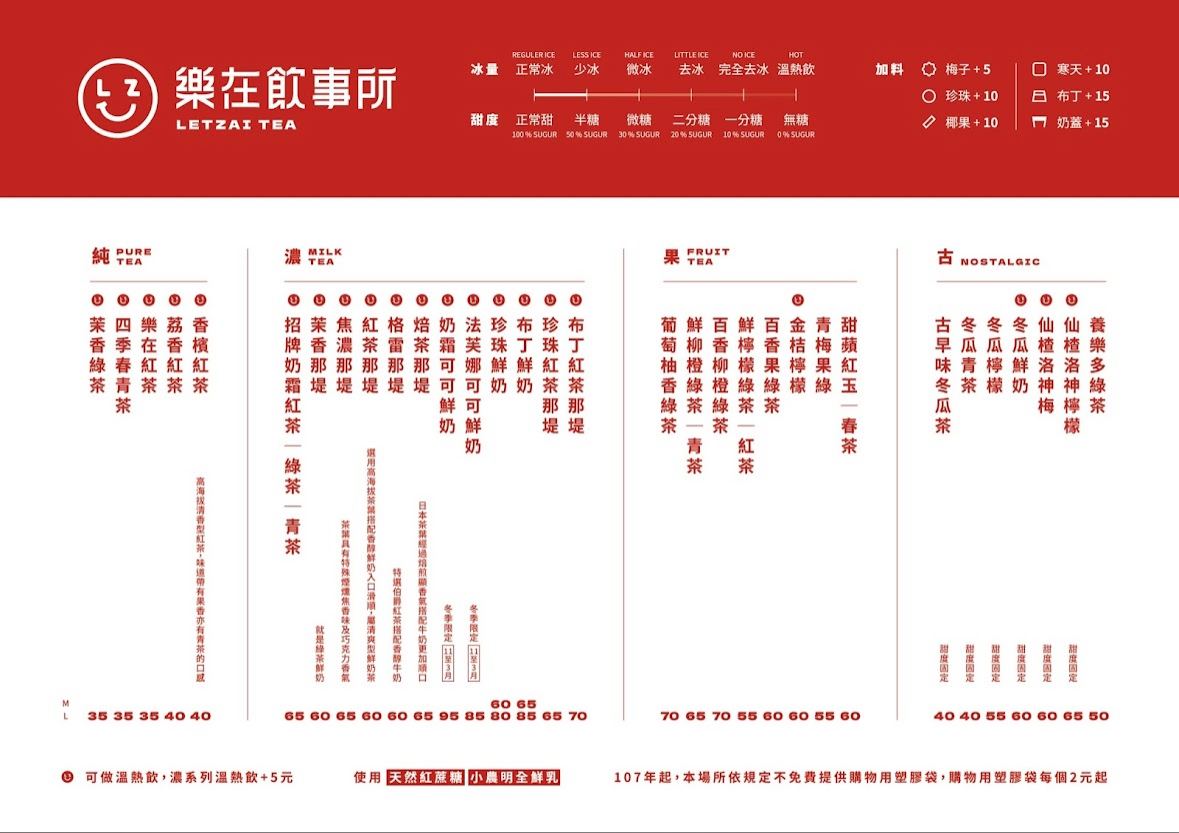 樂在飲事所
LETZAI TEA
冰量
REGULER ICE LESS ICE HALF ICE LITTLE ICE NO ICE HOT
正常冰 少冰 微冰 去冰 完全去冰 溫熱飲
甜度
正常甜 半糖 微糖 二分糖 一分糖 無糖
100 % SUGUR 50 % SUGUR 30 % SUGUR 20 % SUGUR 10 % SUGUR 0 % SUGUR
加料
梅子 + 5
珍珠 + 10
椰果 + 10
寒天 + 10
布丁 + 15
奶蓋 + 15
純 PURE TEA
茉香綠茶
四季春青茶
樂在紅茶
荔香紅茶
香檳紅茶
高海拔清香型紅茶,味道帶有果香亦有青茶的口感
M
L
35 35 35 40 40
濃 MILK TEA
招牌奶霜紅茶|綠茶|青茶
茉香那堤
就是綠茶鮮奶
焦濃那堤
茶葉具有特殊煙燻焦香味及巧克力香氣
紅茶那堤
選用高海拔茶葉搭配香醇鮮奶入口滑順,屬清爽型鮮奶茶
格雷那堤
特選伯爵紅茶搭配香醇牛奶
焙茶那堤
日本茶葉經過焙煎顯香氣搭配牛奶更加順口
奶霜可可鮮奶
冬季限定 11至3月
法芙娜可可鮮奶
冬季限定 11至3月
珍珠鮮奶
布丁鮮奶
珍珠紅茶那堤
布丁紅茶那堤
60 65
65 60 65 60 60 65 95 85 80 85 65 70
果 FRUIT TEA
葡萄柚香綠茶
鮮柳橙綠茶|青茶
百香柳橙綠茶
鮮檸檬綠茶|紅茶
百香果綠茶
金桔檸檬
青梅果綠
甜蘋紅玉|春茶
70 65 70 55 60 60 55 60
古 NOSTALGIC
古早味冬瓜茶
甜度固定
冬瓜青茶
甜度固定
冬瓜檸檬
甜度固定
冬瓜鮮奶
甜度固定
仙楂洛神梅
甜度固定
仙楂洛神檸檬
甜度固定
養樂多綠茶
40 40 55 60 60 65 50
可做溫熱飲,濃系列溫熱飲+5元
使用 天然紅蔗糖 小農明全鮮乳
107年起,本場所依規定不免費提供購物用塑膠袋,購物用塑膠袋每個2元起